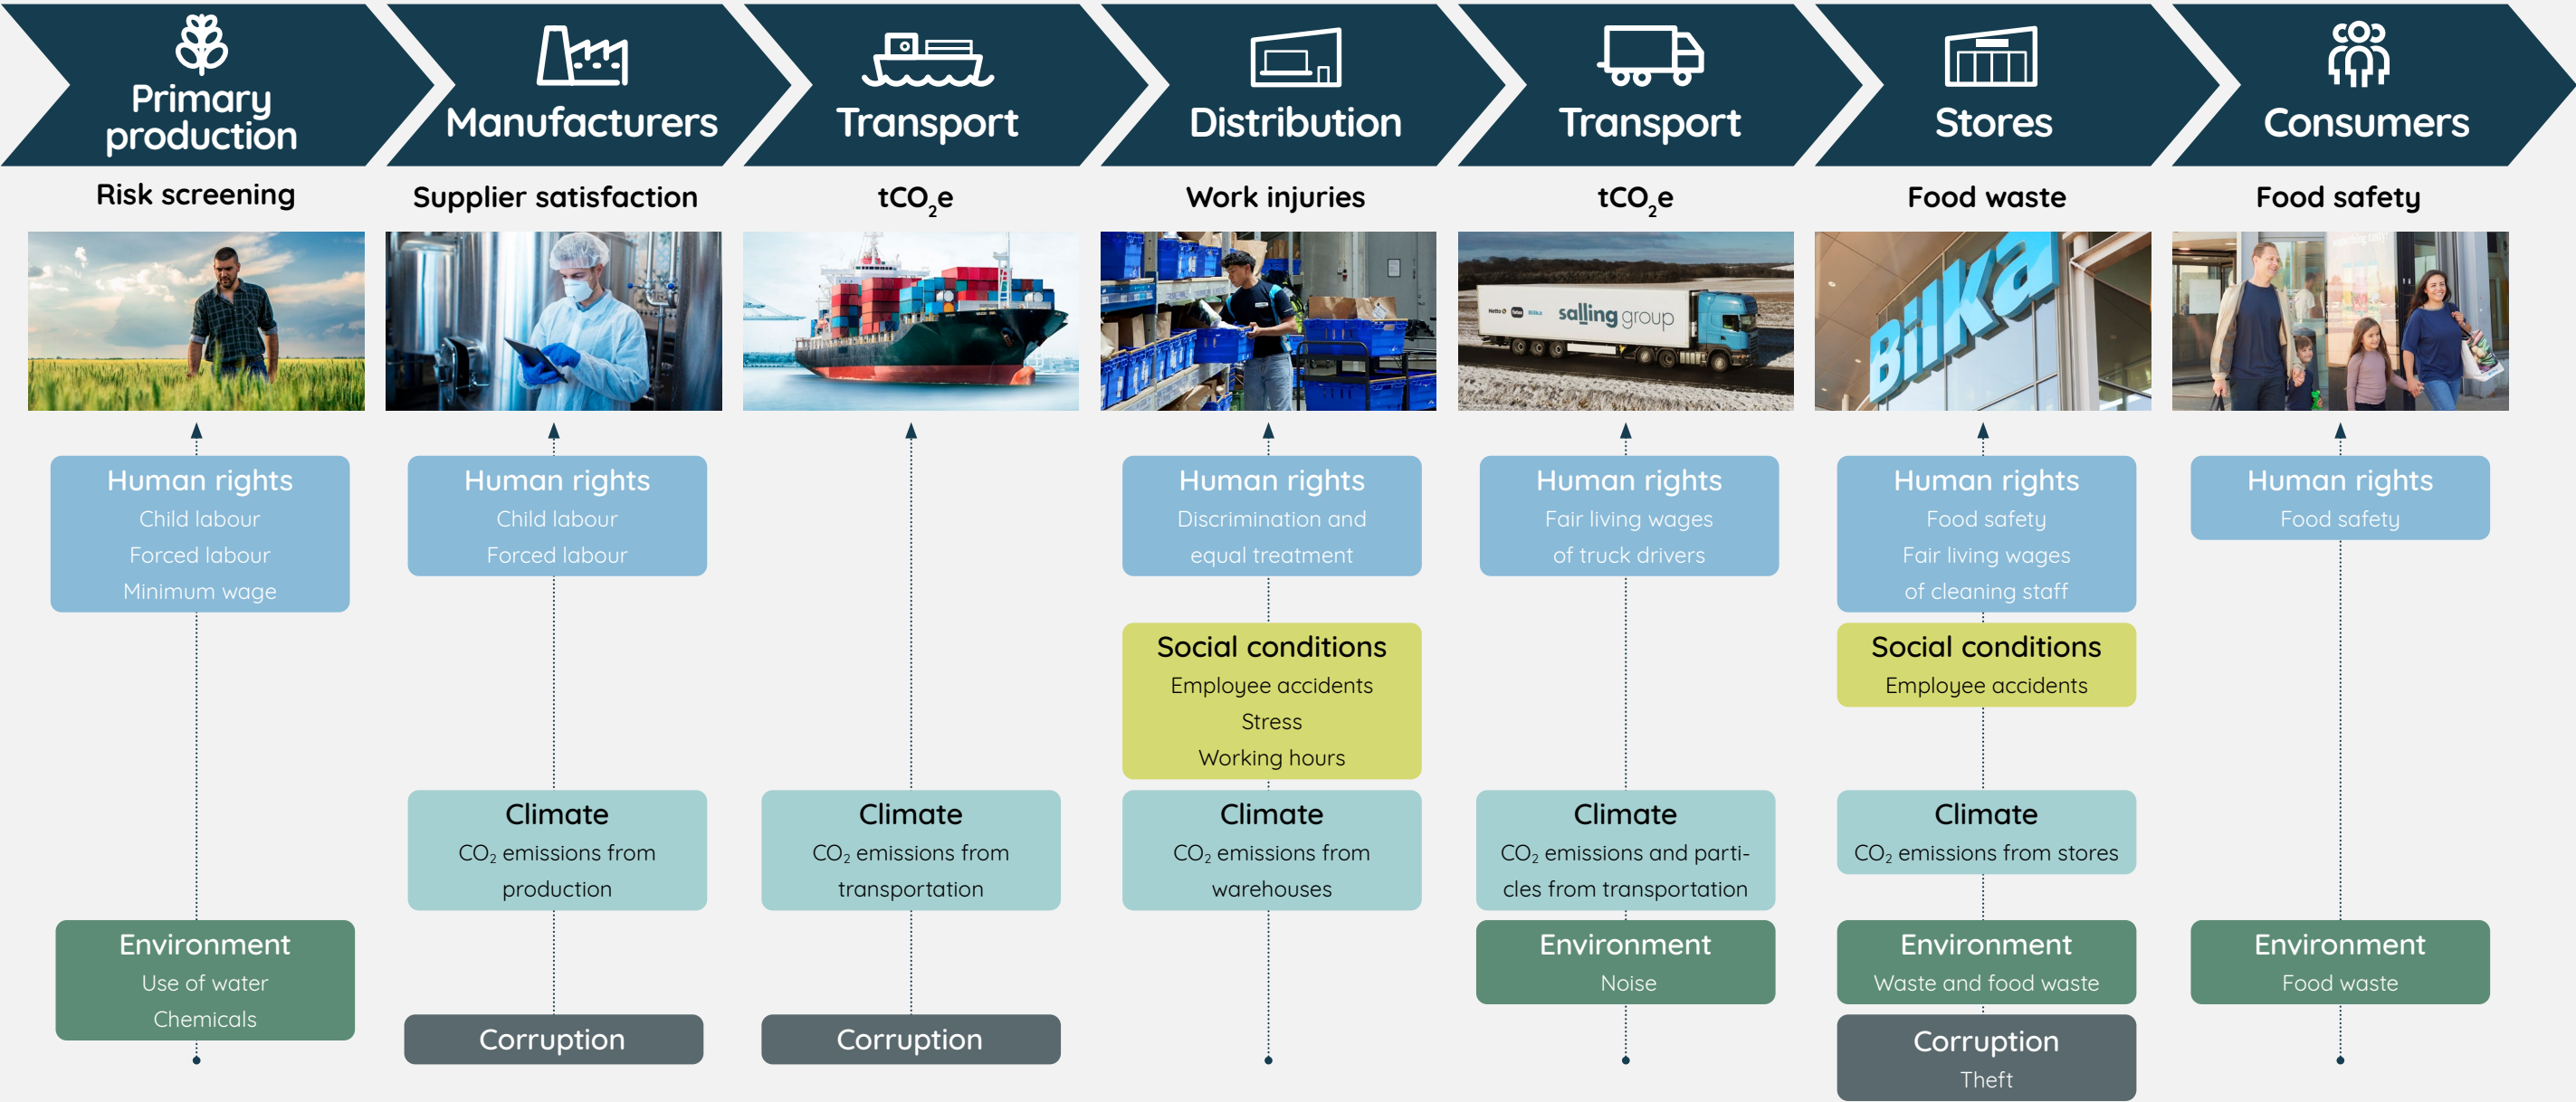 Primary
production
Manufacturers
Transport
Distribution
Transport
Stores
Consumers
Risk screening
Supplier satisfaction
tCO₂e
Work injuries
tCO₂e
Food waste
Food safety
Netto
føtex
Bilka
salling group
Bilka
Human rights
Child labour
Forced labour
Minimum wage
Environment
Use of water
Chemicals
Human rights
Child labour
Forced labour
Climate
CO₂ emissions from
production
Corruption
Climate
CO₂ emissions from
transportation
Corruption
Human rights
Discrimination and
equal treatment
Social conditions
Employee accidents
Stress
Working hours
Climate
CO₂ emissions from
warehouses
Human rights
Fair living wages
of truck drivers
Climate
CO₂ emissions and parti-
cles from transportation
Environment
Noise
Human rights
Food safety
Fair living wages
of cleaning staff
Social conditions
Employee accidents
Climate
CO₂ emissions from stores
Environment
Waste and food waste
Corruption
Theft
Human rights
Food safety
Environment
Food waste